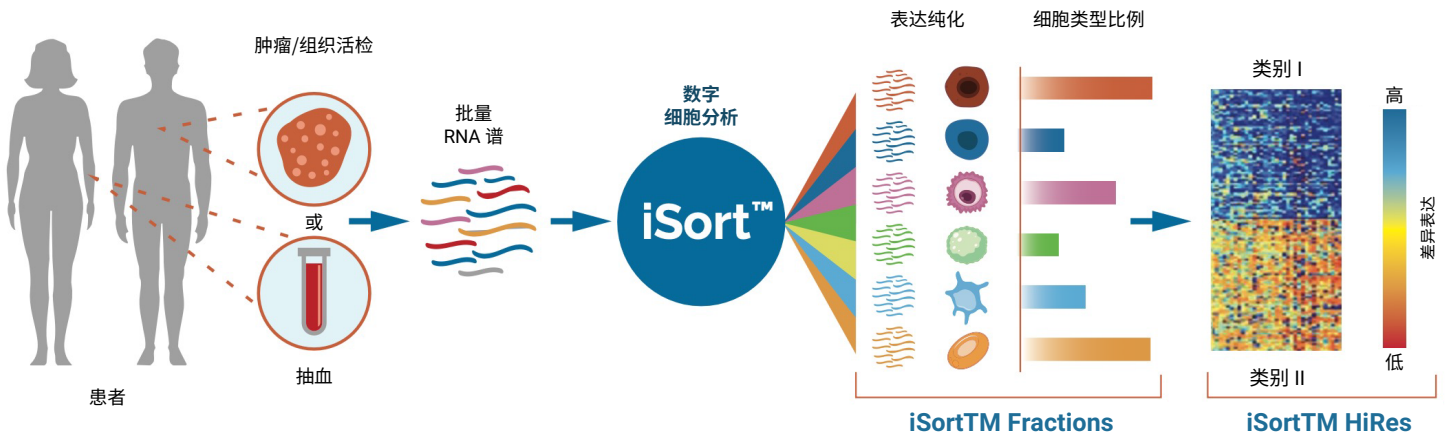 肿瘤/组织活检
或
抽血
患者
批量
RNA 谱
数字
细胞分析
iSort™
表达纯化
细胞类型比例
iSortTM Fractions
类别 I
类别 II
高
差异表达
低
iSortTM HiRes